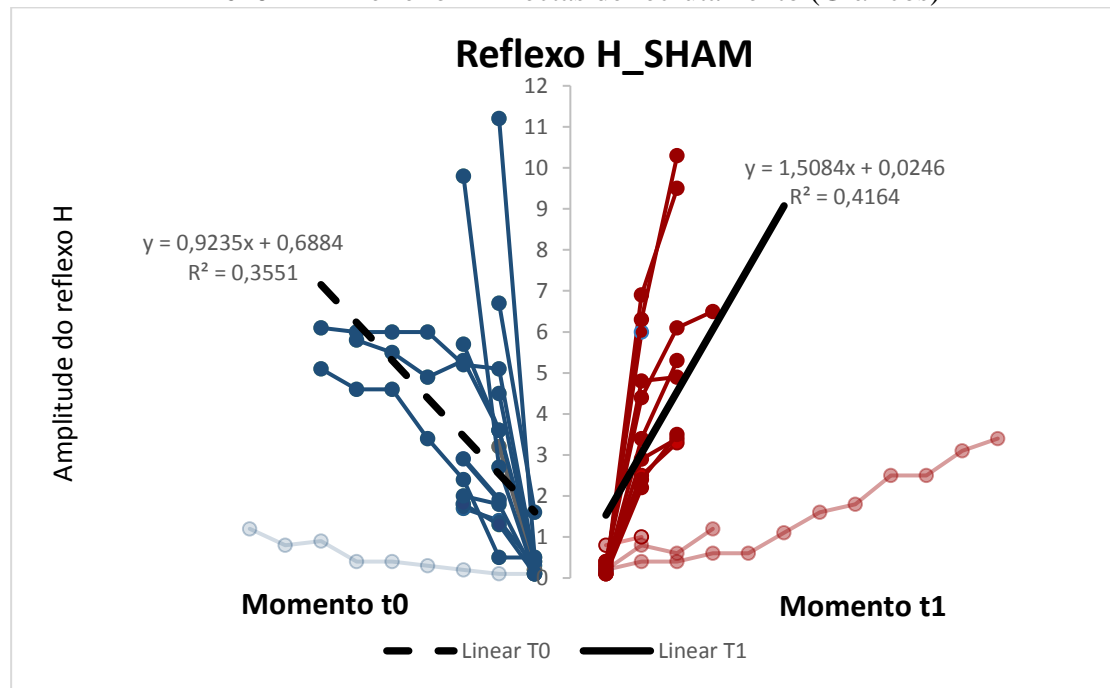 Reflexo H_SHAM
12
11
10
9
8
7
6
5
4
3
2
1
0
Amplitude do reflexo H
y = 0,9235x + 0,6884
R² = 0,3551
y = 1,5084x + 0,0246
R² = 0,4164
Momento t0
Momento t1
Linear T0
Linear T1